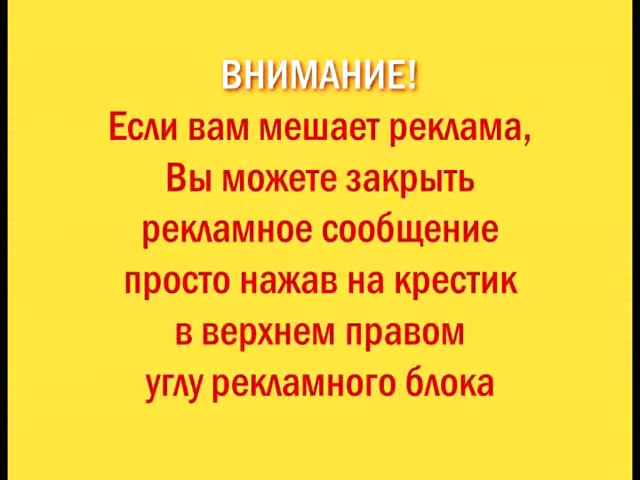 ВНИМАНИЕ!
Если вам мешает реклама,
Вы можете закрыть
рекламное сообщение
просто нажав на крестик
в верхнем правом
углу рекламного блока